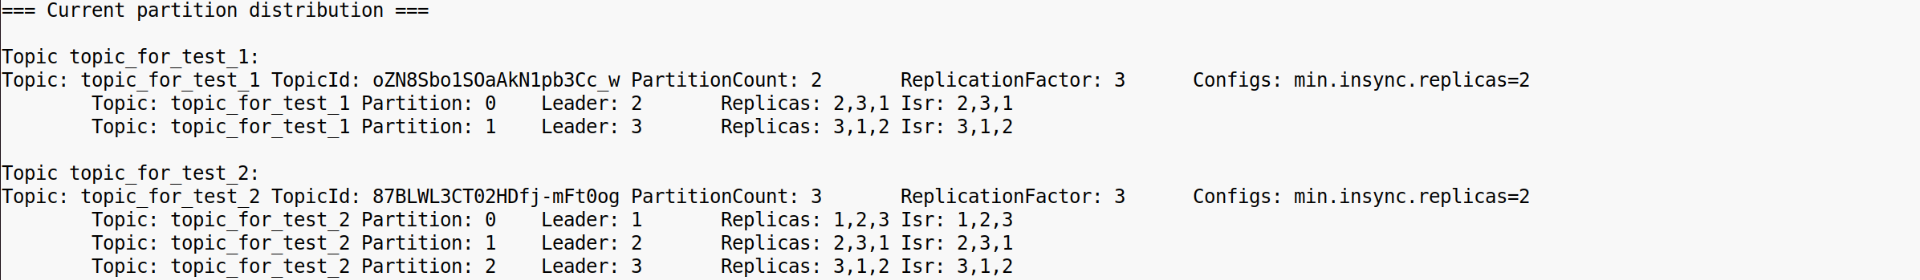 === Current partition distribution ===
Topic topic_for_test_1:
Topic: topic_for_test_1 TopicId: oZN8Sbo1SOaAkN1pb3Cc_w PartitionCount: 2 ReplicationFactor: 3 Configs: min.insync.replicas=2
Topic: topic_for_test_1 Partition: 0 Leader: 2 Replicas: 2,3,1 Isr: 2,3,1
Topic: topic_for_test_1 Partition: 1 Leader: 3 Replicas: 3,1,2 Isr: 3,1,2
Topic topic_for_test_2:
Topic: topic_for_test_2 TopicId: 87BLWL3CT02HDfj-mFt0og PartitionCount: 3 ReplicationFactor: 3 Configs: min.insync.replicas=2
Topic: topic_for_test_2 Partition: 0 Leader: 1 Replicas: 1,2,3 Isr: 1,2,3
Topic: topic_for_test_2 Partition: 1 Leader: 2 Replicas: 2,3,1 Isr: 2,3,1
Topic: topic_for_test_2 Partition: 2 Leader: 3 Replicas: 3,1,2 Isr: 3,1,2